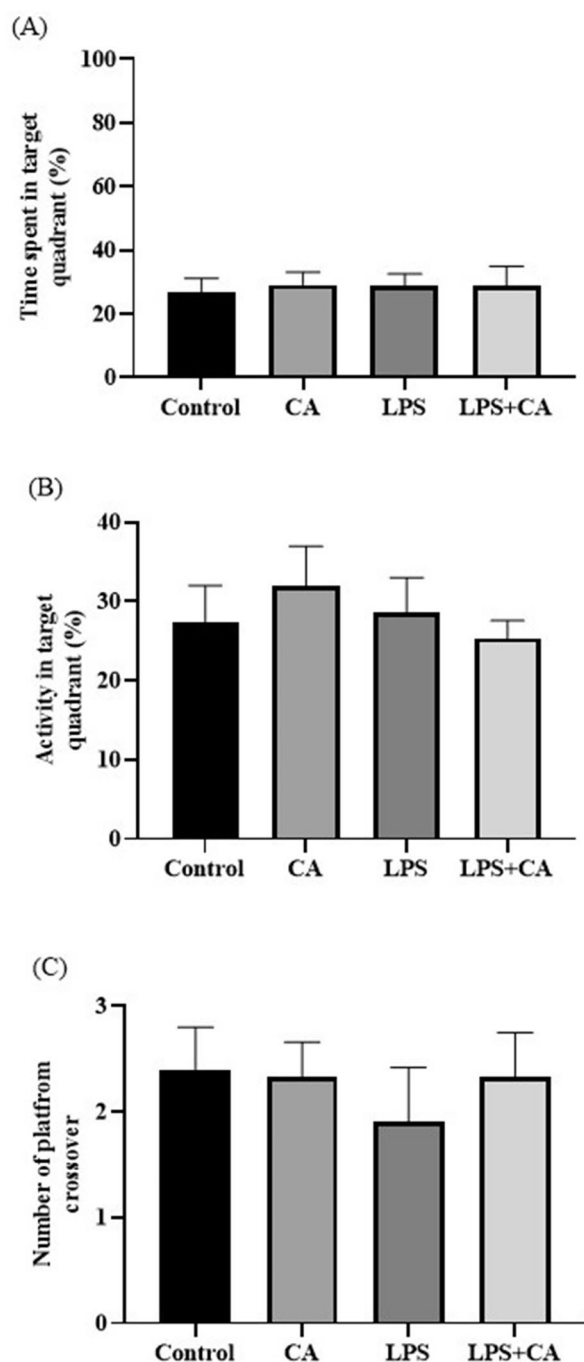 (A)
Time spent in target
quadrant (%)
100
80
60
40
20
0
Control CA LPS LPS+CA
(B)
Activity in target
quadrant (%)
40
30
20
10
0
Control CA LPS LPS+CA
(C)
Number of platfrom
crossover
3
2
1
0
Control CA LPS LPS+CA